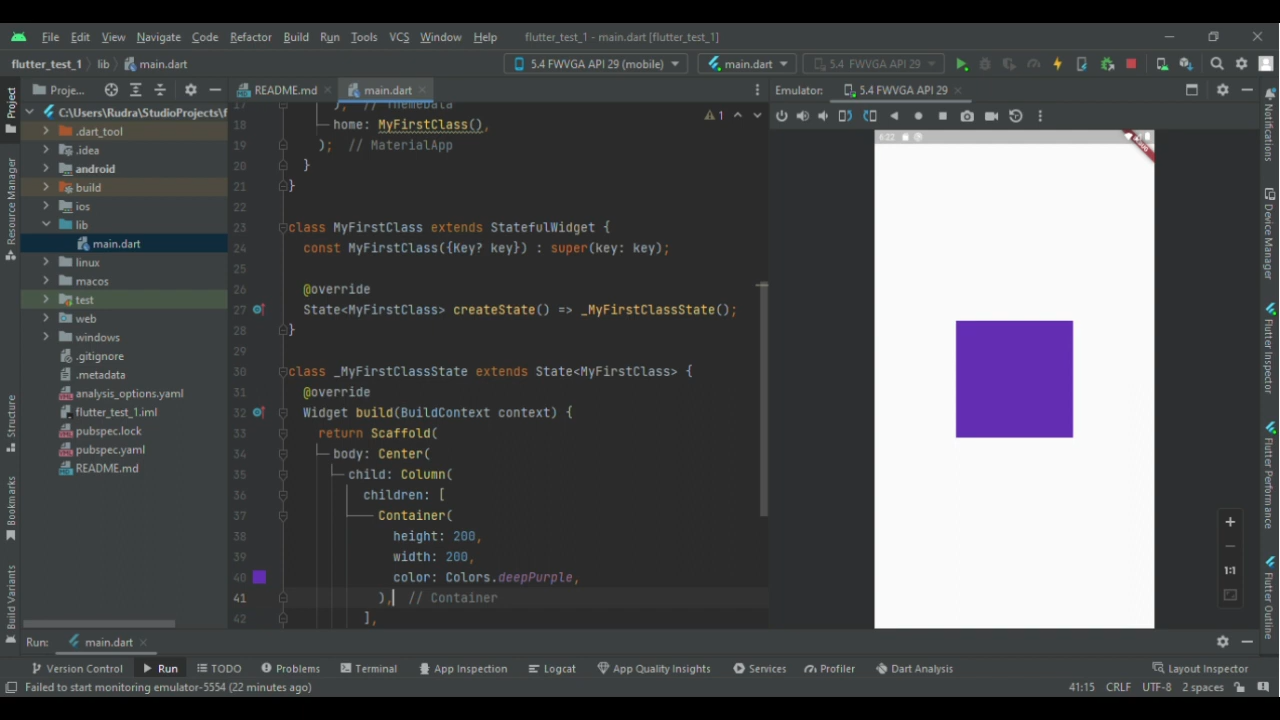 File Edit View Navigate Code Refactor Build Run Tools VCS Window Help flutter_test_1 - main.dart [flutter_test_1]
flutter_test_1 lib main.dart 5.4 FWVGA API 29 (mobile) main.dart 5.4 FWVGA API 29
Project
Resource Manager
Structure
Bookmarks
Build Variants
Proje...
C:\Users\Rudra\StudioProjects\f
.dart_tool
.idea
android
build
ios
lib
main.dart
linux
macos
test
web
windows
.gitignore
.metadata
analysis_options.yaml
flutter_test_1.iml
pubspec.lock
pubspec.yaml
README.md
README.md main.dart
1
17 ), // ThemeData
18 home: MyFirstClass(),
19 ); // MaterialApp
20 }
21 }
22
23 class MyFirstClass extends StatefulWidget {
24 const MyFirstClass({Key? key}) : super(key: key);
25
26 @override
27 State<MyFirstClass> createState() => _MyFirstClassState();
28 }
29
30 class _MyFirstClassState extends State<MyFirstClass> {
31 @override
32 Widget build(BuildContext context) {
33 return Scaffold(
34 body: Center(
35 child: Column(
36 children: [
37 Container(
38 height: 200,
39 width: 200,
40 color: Colors.deepPurple,
41 ), // Container
42 ],
Emulator: 5.4 FWVGA API 29
6:22
DEBUG
1:1
Notifications
Device Manager
Flutter Inspector
Flutter Performance
Flutter Outline
Run: main.dart
Version Control Run TODO Problems Terminal App Inspection Logcat App Quality Insights Services Profiler Dart Analysis Layout Inspector
Failed to start monitoring emulator-5554 (22 minutes ago) 41:15 CRLF UTF-8 2 spaces